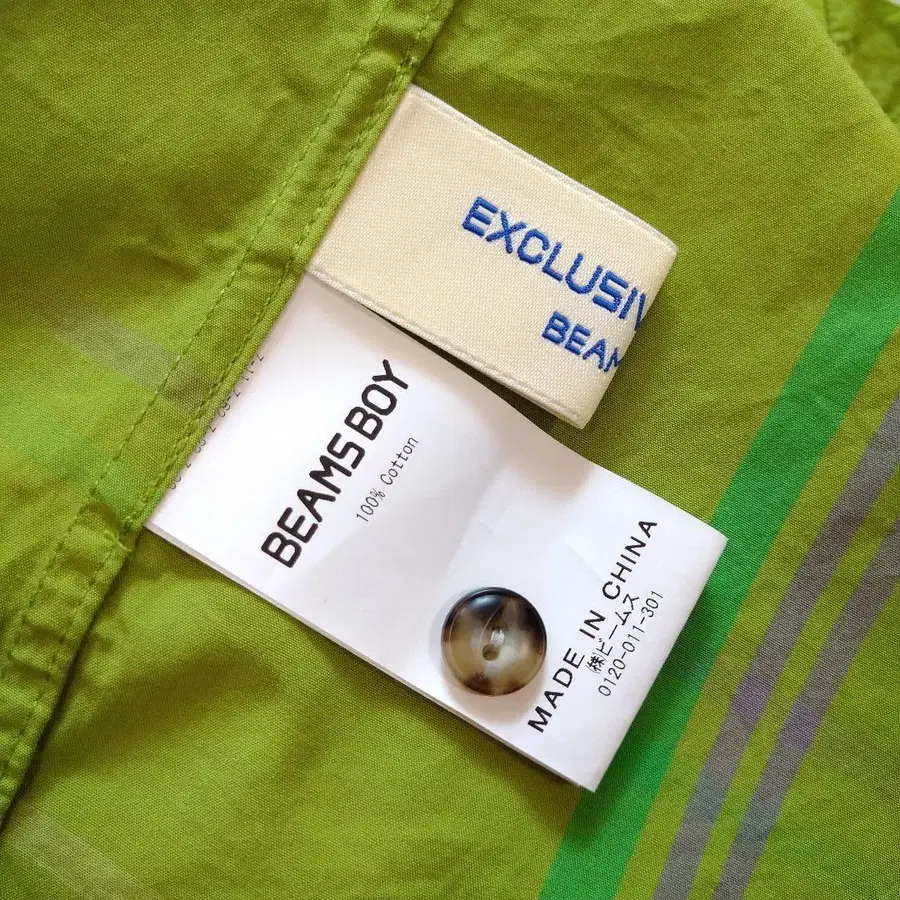 EXCLUSIV
BEAM
BEAMS BOY
100% Cotton
MADE IN CHINA
㈱ビームス
0120-011-301